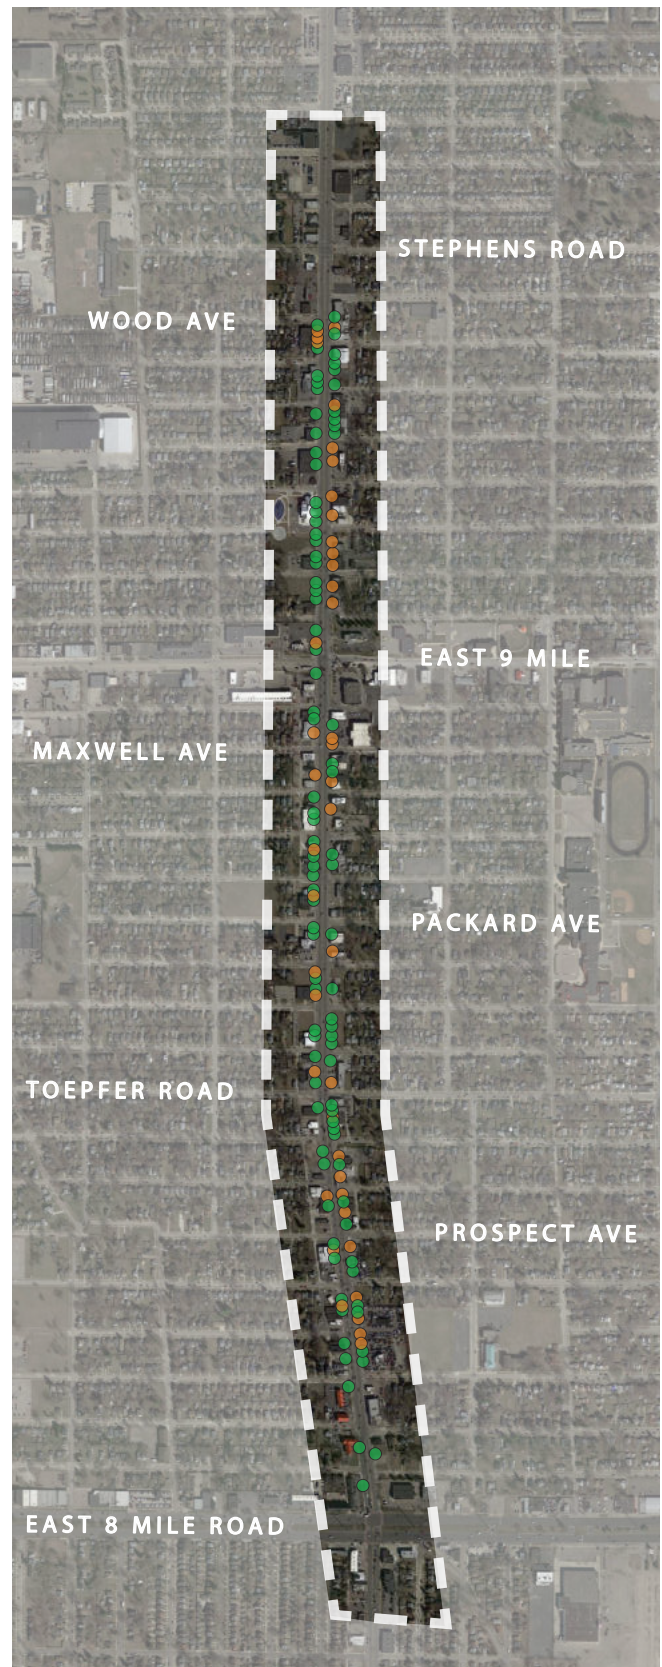 STEPHENS ROAD
WOOD AVE
EAST 9 MILE
MAXWELL AVE
PACKARD AVE
TOEPFER ROAD
PROSPECT AVE
EAST 8 MILE ROAD